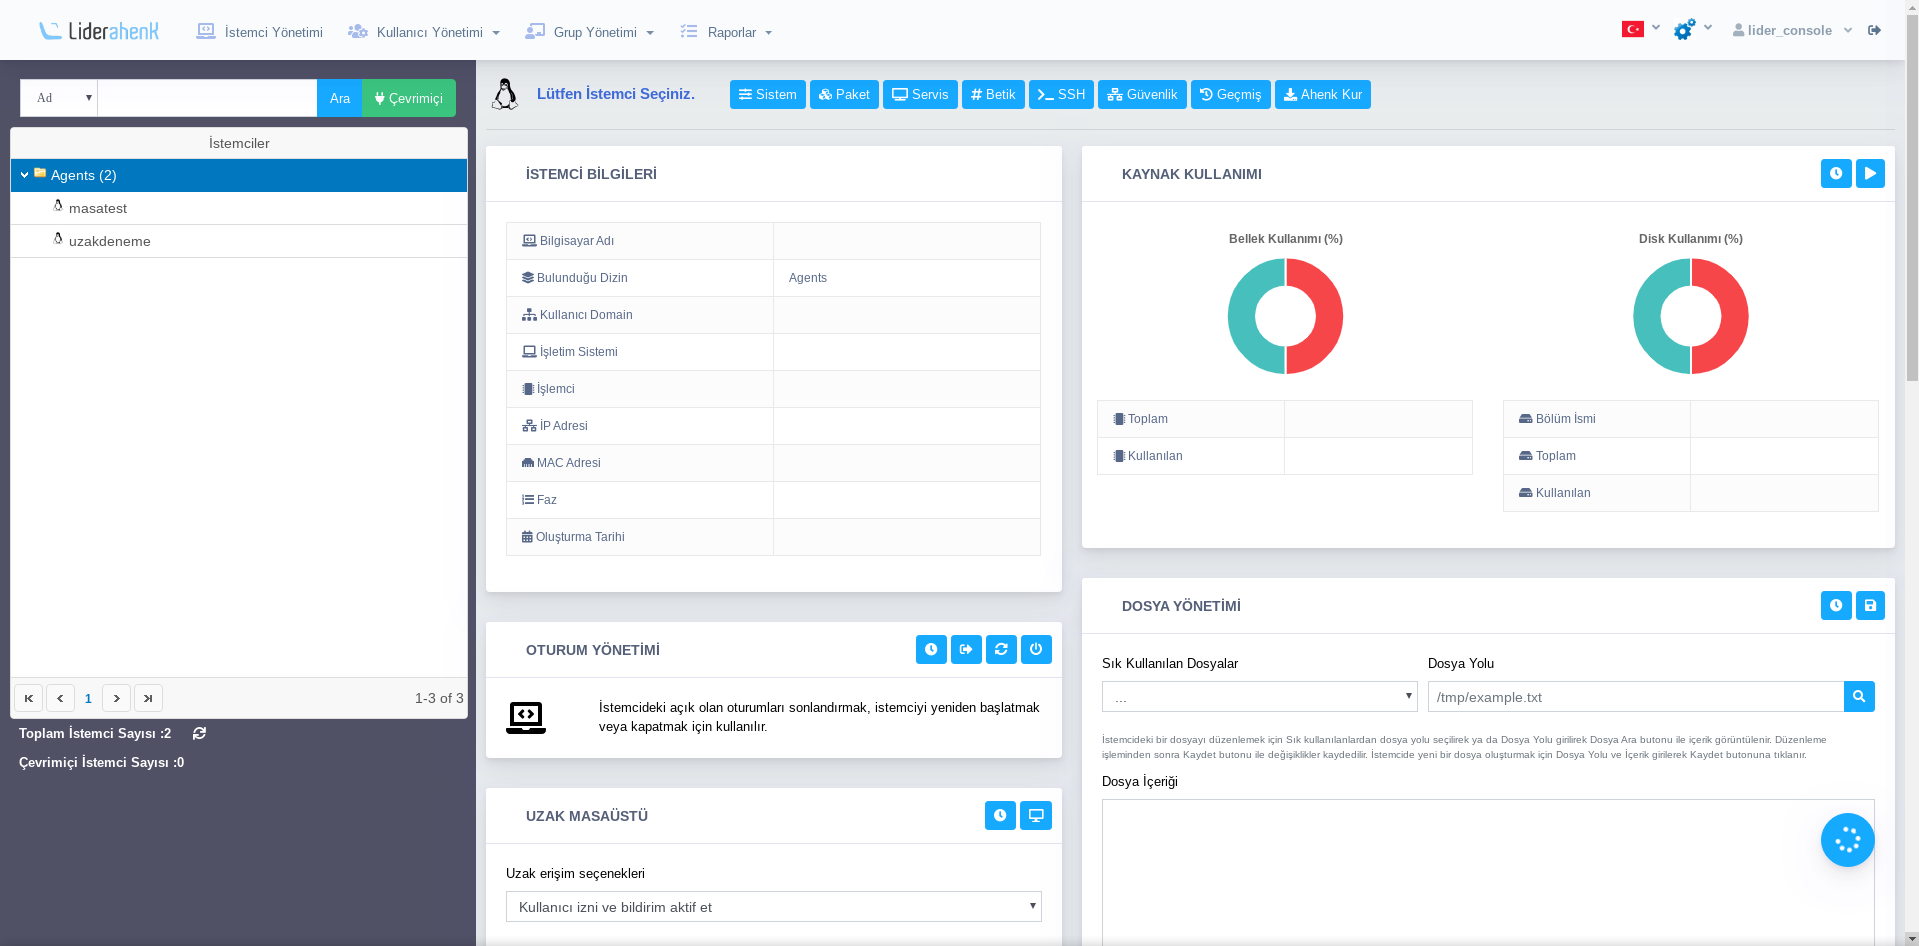 Liderahenk
İstemci Yönetimi
Kullanıcı Yönetimi
Grup Yönetimi
Raporlar
lider_console
Ad
Ara
Çevrimiçi
İstemciler
Agents (2)
masatest
uzakdeneme
1
1-3 of 3
Toplam İstemci Sayısı :2
Çevrimiçi İstemci Sayısı :0
Lütfen İstemci Seçiniz.
Sistem
Paket
Servis
Betik
SSH
Güvenlik
Geçmiş
Ahenk Kur
İSTEMCİ BİLGİLERİ
Bilgisayar Adı
Bulunduğu Dizin
Agents
Kullanıcı Domain
İşletim Sistemi
İşlemci
İP Adresi
MAC Adresi
Faz
Oluşturma Tarihi
OTURUM YÖNETİMİ
İstemcideki açık olan oturumları sonlandırmak, istemciyi yeniden başlatmak
veya kapatmak için kullanılır.
UZAK MASAÜSTÜ
Uzak erişim seçenekleri
Kullanıcı izni ve bildirim aktif et
KAYNAK KULLANIMI
Bellek Kullanımı (%)
Toplam
Kullanılan
Disk Kullanımı (%)
Bölüm İsmi
Toplam
Kullanılan
DOSYA YÖNETİMİ
Sık Kullanılan Dosyalar
...
Dosya Yolu
/tmp/example.txt
İstemcideki bir dosyayı düzenlemek için Sık kullanılanlardan dosya yolu seçilirek ya da Dosya Yolu girilirek Dosya Ara butonu ile içerik görüntülenir. Düzenleme
işleminden sonra Kaydet butonu ile değişiklikler kaydedilir. İstemcide yeni bir dosya oluşturmak için Dosya Yolu ve İçerik girilerek Kaydet butonuna tıklanır.
Dosya İçeriği